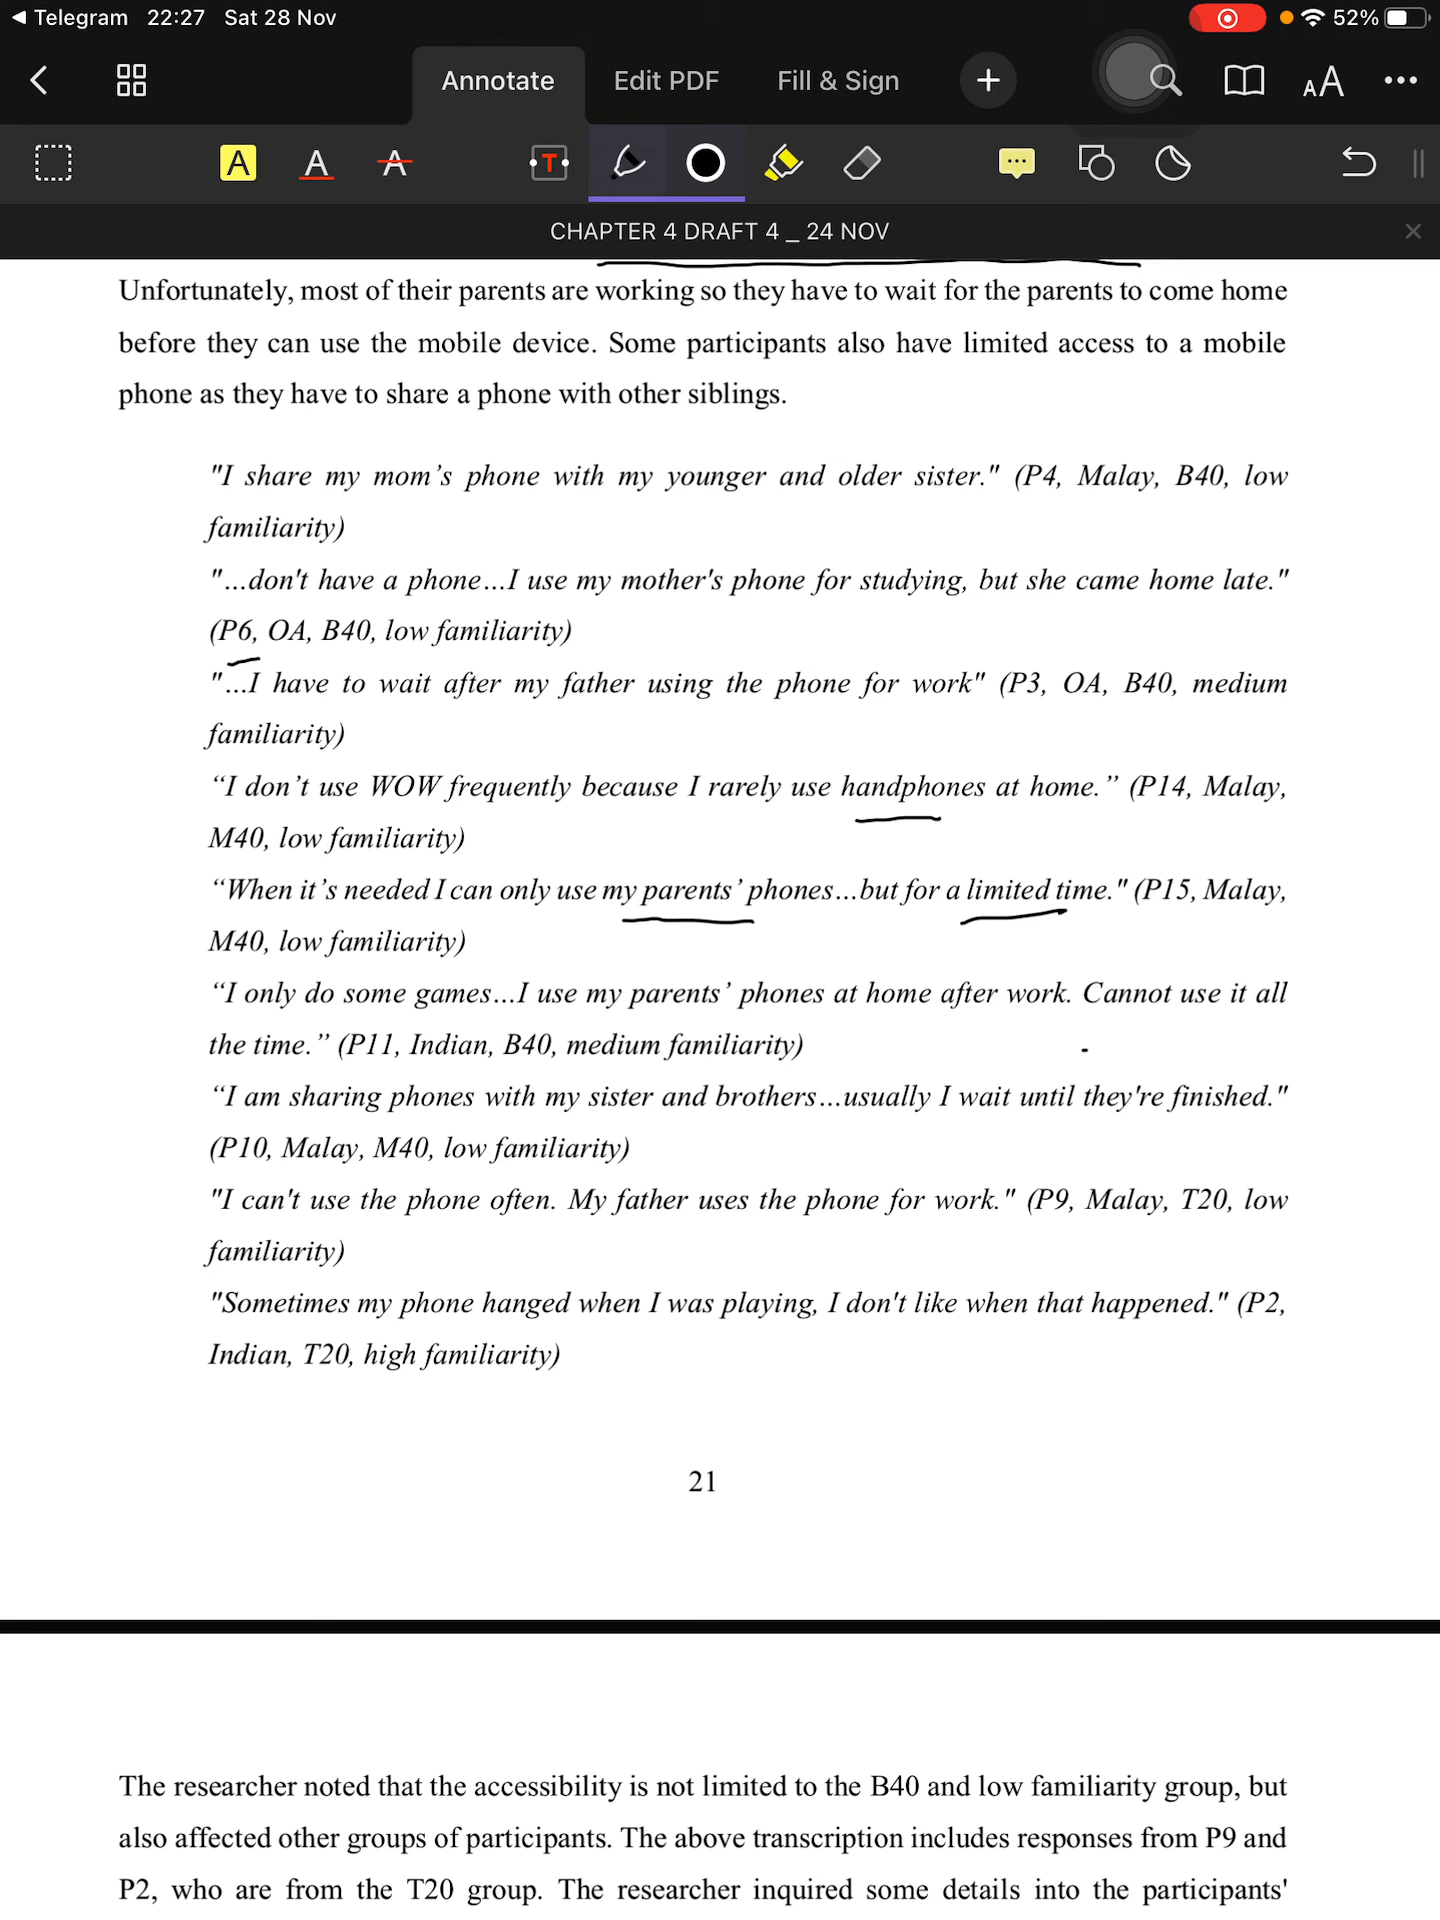 ◀ Telegram 22:27 Sat 28 Nov 52%
Annotate Edit PDF Fill & Sign + AA
A A A T
CHAPTER 4 DRAFT 4 _ 24 NOV
Unfortunately, most of their parents are working so they have to wait for the parents to come home
before they can use the mobile device. Some participants also have limited access to a mobile
phone as they have to share a phone with other siblings.
"I share my mom’s phone with my younger and older sister." (P4, Malay, B40, low
familiarity)
"...don't have a phone...I use my mother's phone for studying, but she came home late."
(P6, OA, B40, low familiarity)
"...I have to wait after my father using the phone for work" (P3, OA, B40, medium
familiarity)
“I don’t use WOW frequently because I rarely use handphones at home.” (P14, Malay,
M40, low familiarity)
“When it’s needed I can only use my parents’ phones...but for a limited time." (P15, Malay,
M40, low familiarity)
“I only do some games...I use my parents’ phones at home after work. Cannot use it all
the time.” (P11, Indian, B40, medium familiarity)
“I am sharing phones with my sister and brothers...usually I wait until they're finished."
(P10, Malay, M40, low familiarity)
"I can't use the phone often. My father uses the phone for work." (P9, Malay, T20, low
familiarity)
"Sometimes my phone hanged when I was playing, I don't like when that happened." (P2,
Indian, T20, high familiarity)
21
The researcher noted that the accessibility is not limited to the B40 and low familiarity group, but
also affected other groups of participants. The above transcription includes responses from P9 and
P2, who are from the T20 group. The researcher inquired some details into the participants'